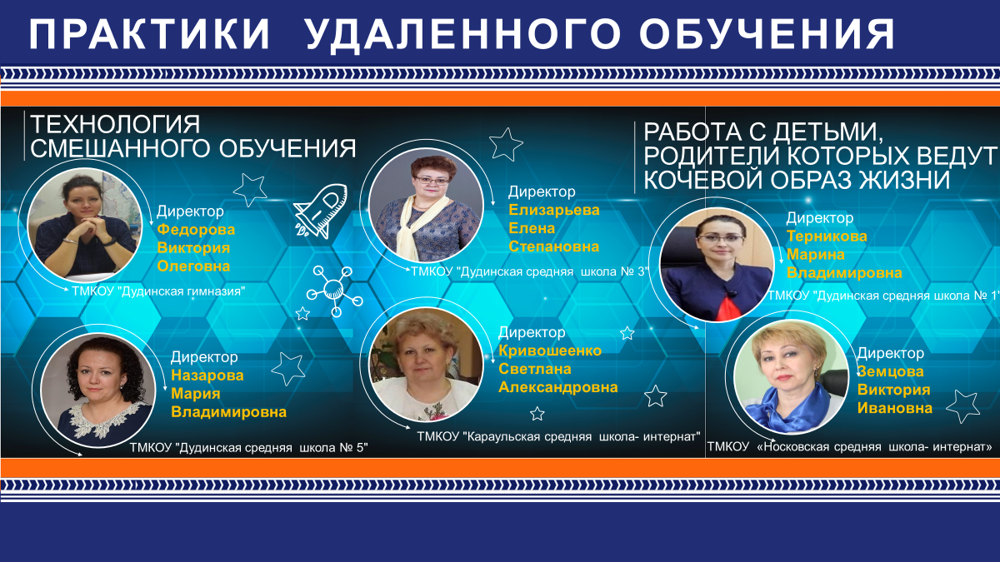 ПРАКТИКИ УДАЛЕННОГО ОБУЧЕНИЯ
ТЕХНОЛОГИЯ
СМЕШАННОГО ОБУЧЕНИЯ
Директор
Федорова
Виктория
Олеговна
ТМКОУ "Дудинская гимназия"
Директор
Назарова
Мария
Владимировна
ТМКОУ "Дудинская средняя школа № 5"
Директор
Елизарьева
Елена
Степановна
ТМКОУ "Дудинская средняя школа № 3"
Директор
Кривошеенко
Светлана
Александровна
ТМКОУ "Караульская средняя школа- интернат"
РАБОТА С ДЕТЬМИ,
РОДИТЕЛИ КОТОРЫХ ВЕДУТ
КОЧЕВОЙ ОБРАЗ ЖИЗНИ
Директор
Терникова
Марина
Владимировна
ТМКОУ "Дудинская средняя школа № 1"
Директор
Земцова
Виктория
Ивановна
ТМКОУ «Носковская средняя школа- интернат»